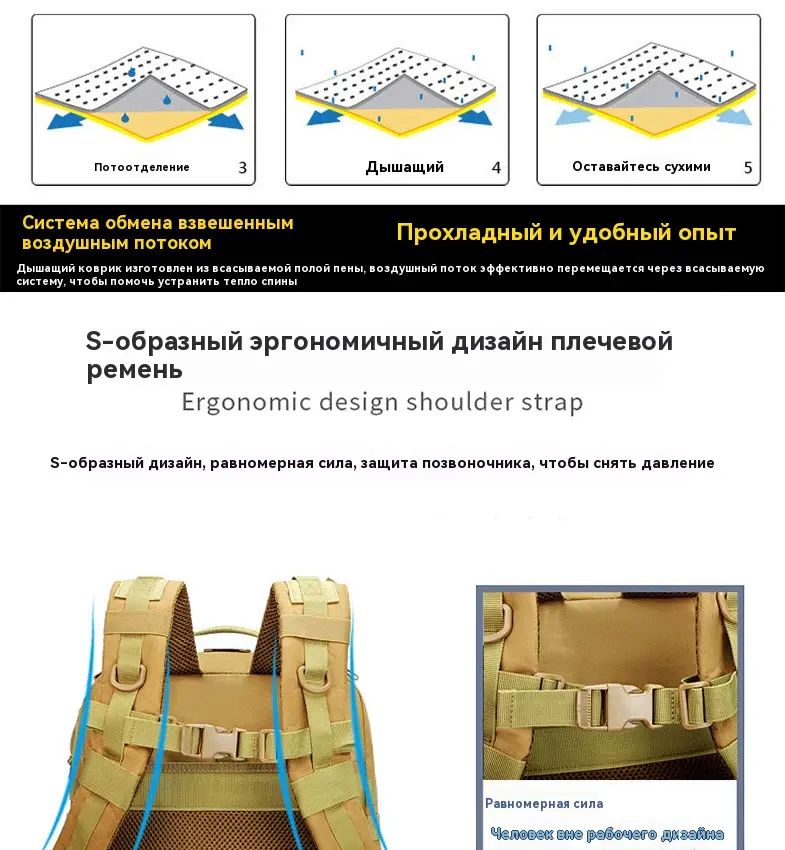 Потоотделение 3
Дышащий 4
Оставайтесь сухими 5
Система обмена взвешенным
воздушным потоком
Прохладный и удобный опыт
Дышащий коврик изготовлен из всасываемой полой пены, воздушный поток эффективно перемещается через всасываемую
систему, чтобы помочь устранить тепло спины
S-образный эргономичный дизайн плечевой
ремень
Ergonomic design shoulder strap
S-образный дизайн, равномерная сила, защита позвоночника, чтобы снять давление
Равномерная сила
Человек вне рабочего дизайна